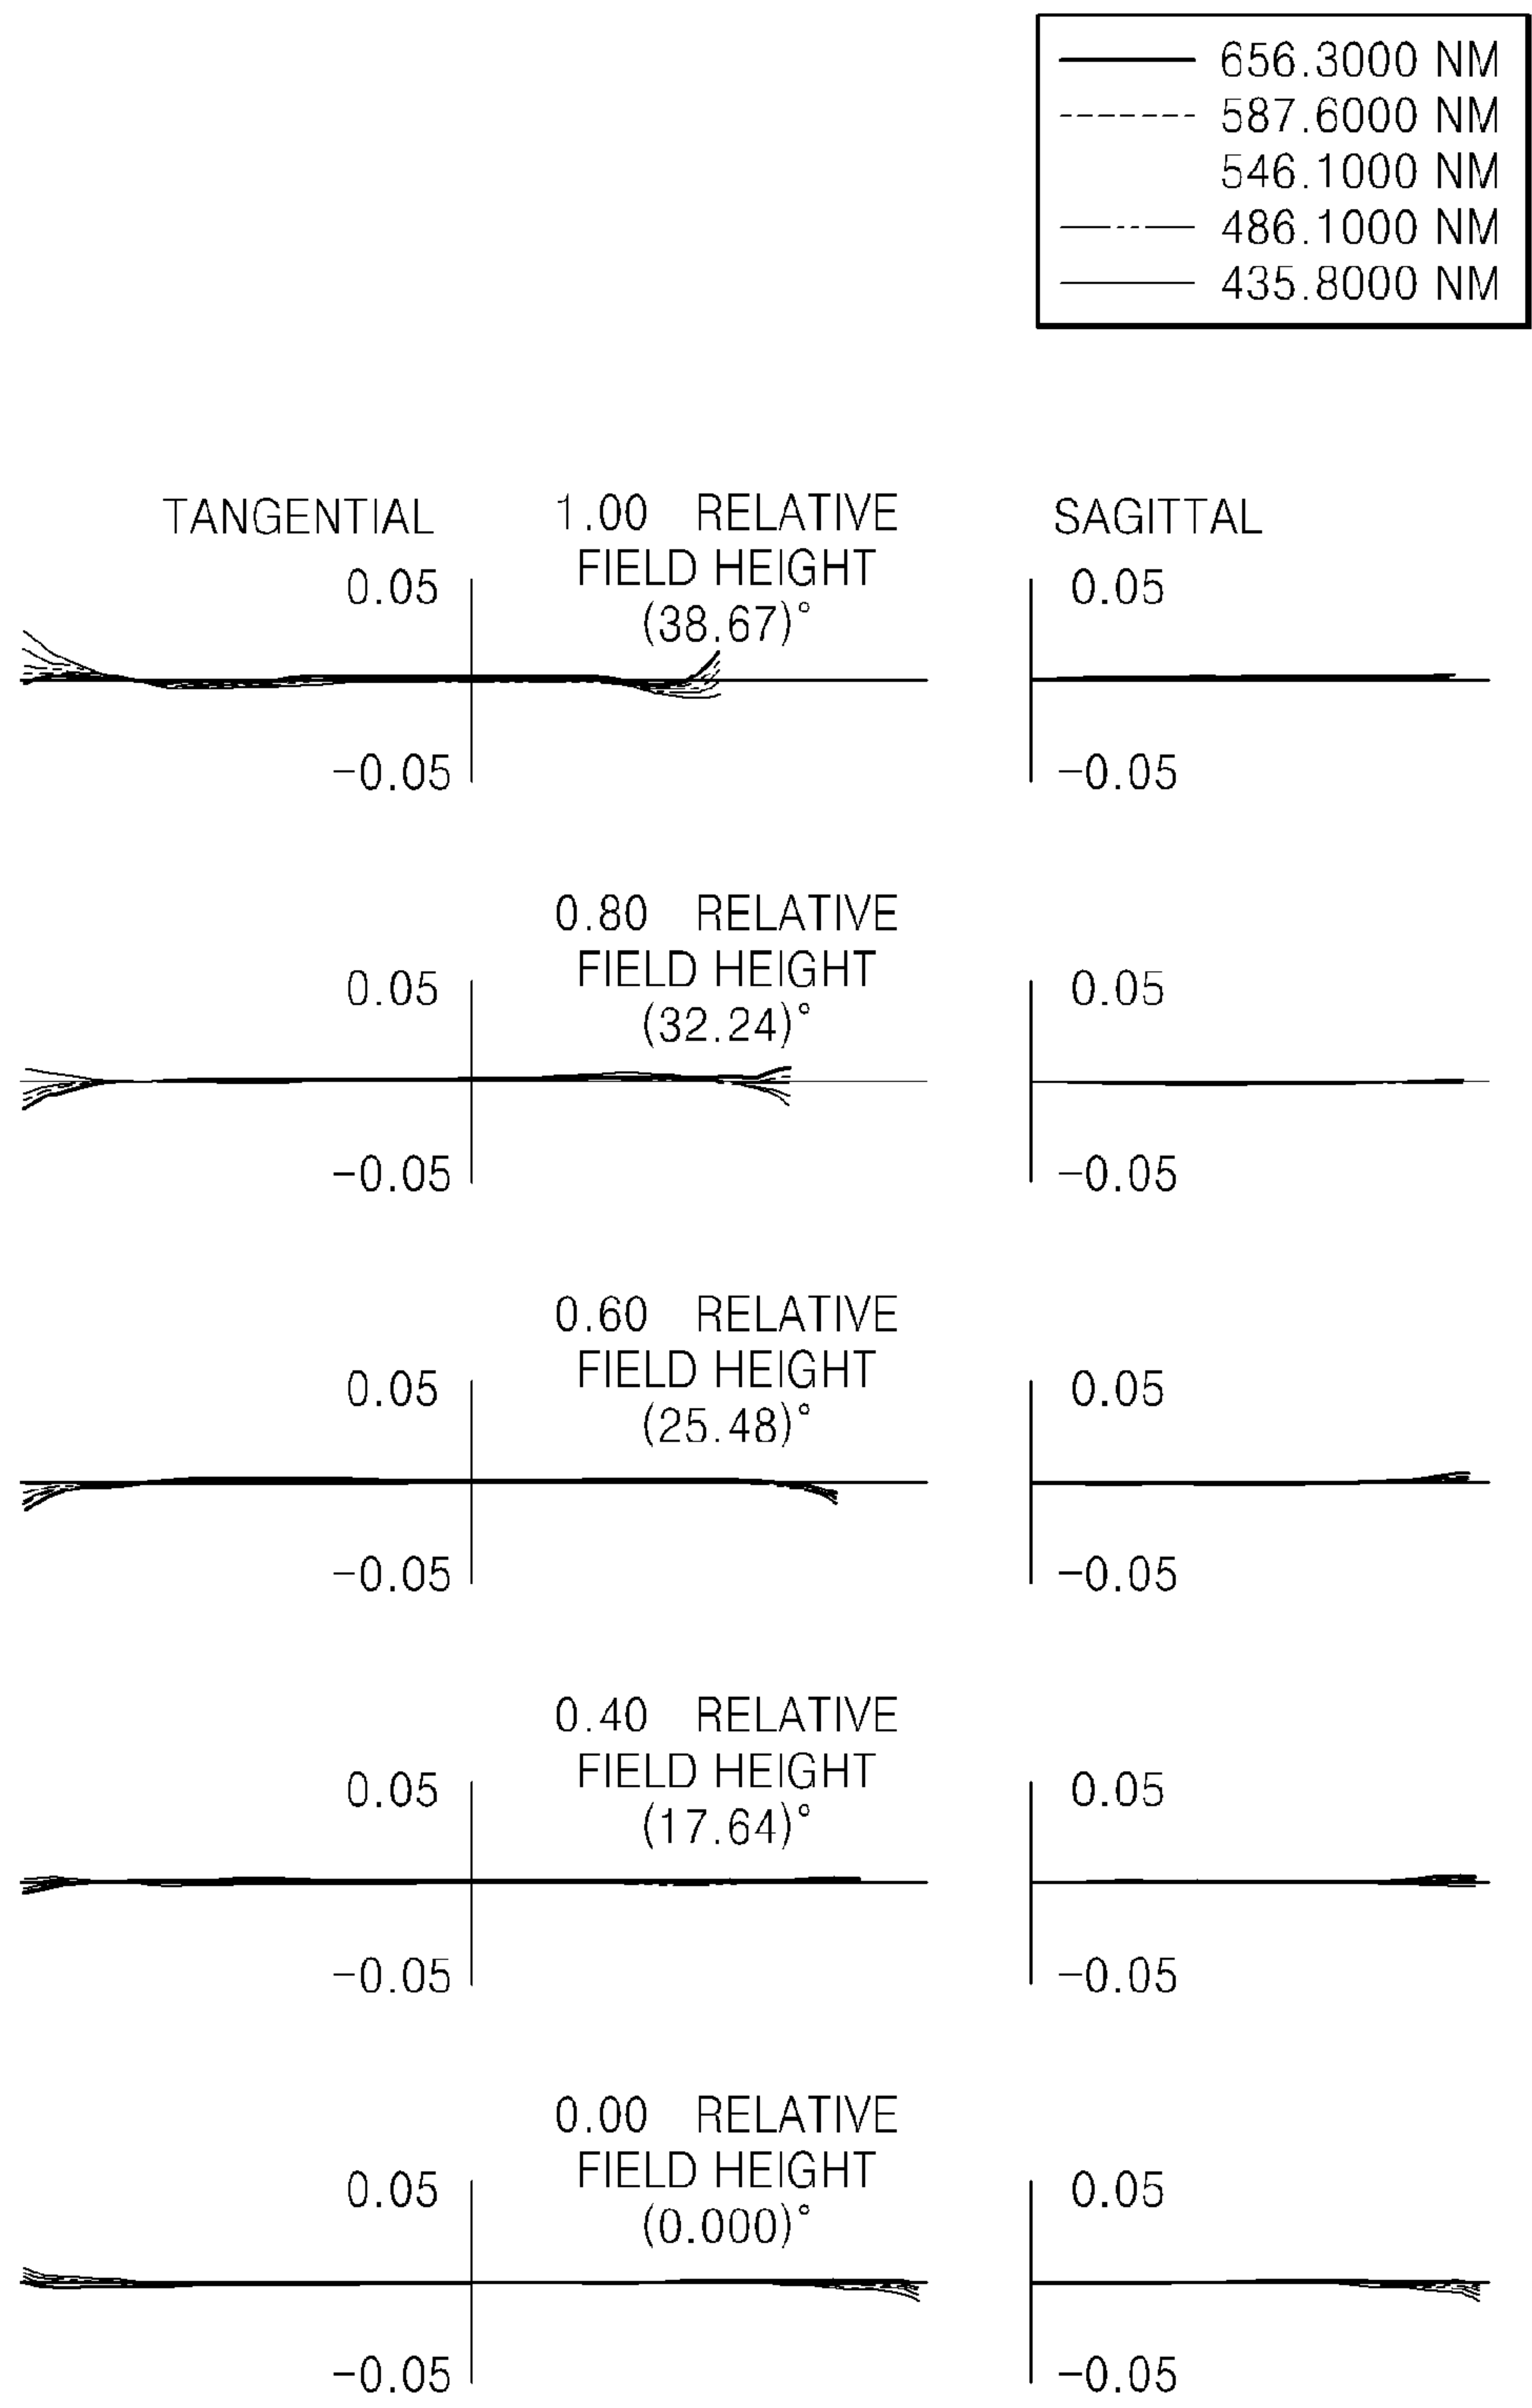 656.3000 NM
587.6000 NM
546.1000 NM
486.1000 NM
435.8000 NM
TANGENTIAL
1.00 RELATIVE
FIELD HEIGHT
(38.67)°
SAGITTAL
0.05
0.05
-0.05
-0.05
0.80 RELATIVE
FIELD HEIGHT
(32.24)°
0.05
0.05
-0.05
-0.05
0.60 RELATIVE
FIELD HEIGHT
(25.48)°
0.05
0.05
-0.05
-0.05
0.40 RELATIVE
FIELD HEIGHT
(17.64)°
0.05
0.05
-0.05
-0.05
0.00 RELATIVE
FIELD HEIGHT
(0.000)°
0.05
0.05
-0.05
-0.05